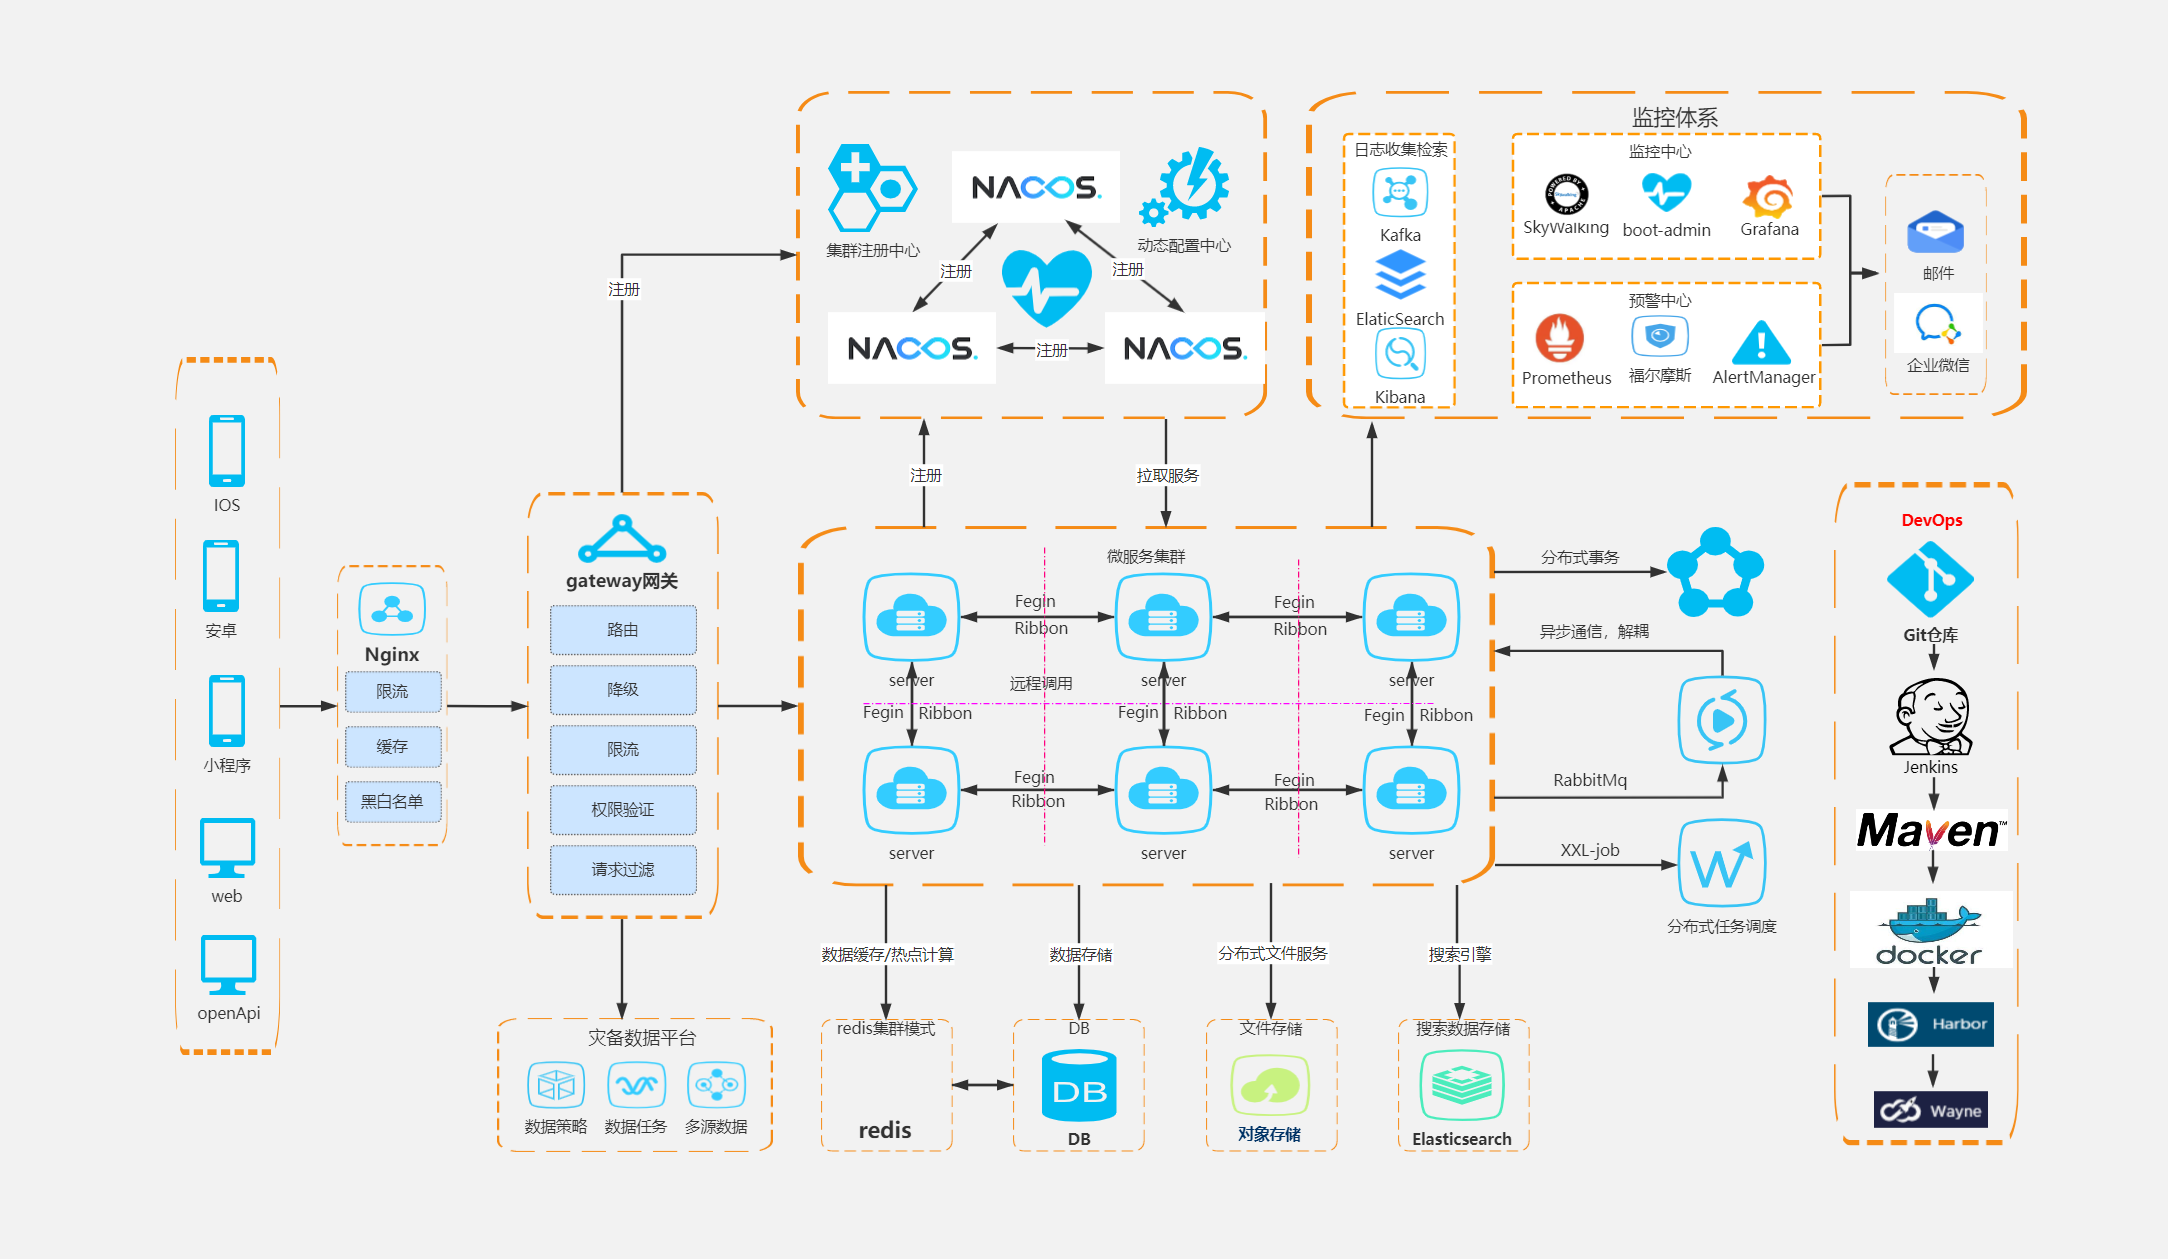 IOS
安卓
小程序
web
openApi
Nginx
限流
缓存
黑白名单
注册
gateway网关
路由
降级
限流
权限验证
请求过滤
灾备数据平台
数据策略
数据任务
多源数据
NACOS.
集群注册中心
动态配置中心
注册
注册
NACOS.
注册
NACOS.
注册
拉取服务
监控体系
日志收集检索
Kafka
ElaticSearch
Kibana
监控中心
POWERED BY
APACHE
SkyWalking
boot-admin
Grafana
预警中心
Prometheus
福尔摩斯
AlertManager
邮件
企业微信
微服务集群
Fegin
Ribbon
Fegin
Ribbon
server
server
server
远程调用
Fegin
Ribbon
Fegin
Ribbon
Fegin
Ribbon
Fegin
Ribbon
Fegin
Ribbon
server
server
server
分布式事务
异步通信，解耦
RabbitMq
XXL-job
W
分布式任务调度
数据缓存/热点计算
数据存储
分布式文件服务
搜索引擎
redis集群模式
redis
DB
DB
DB
文件存储
对象存储
搜索数据存储
Elasticsearch
DevOps
Git仓库
Jenkins
Maven™
docker
Harbor
Wayne